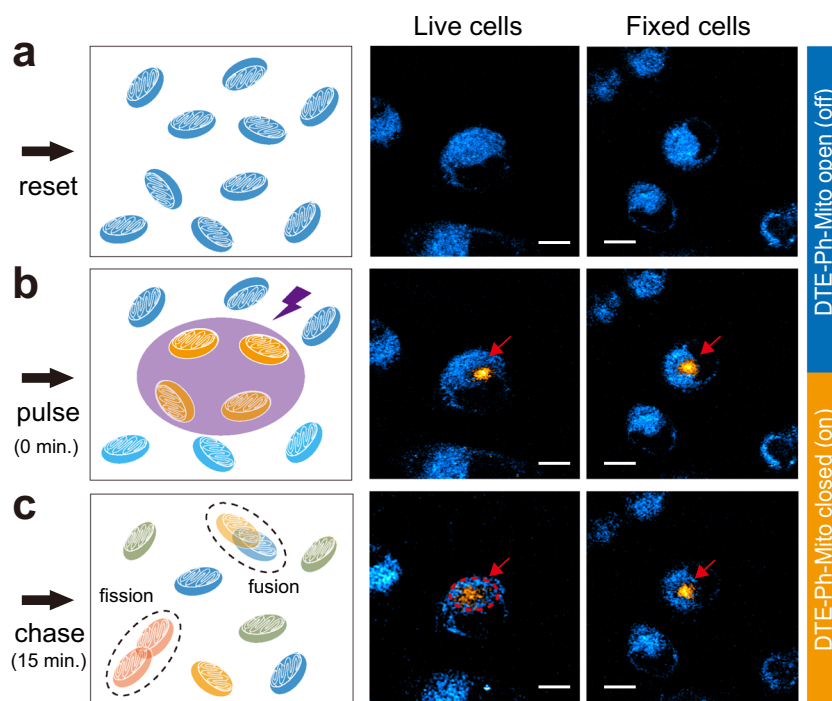 Live cells
Fixed cells
a
reset
b
pulse
(0 min.)
c
fission
fusion
chase
(15 min.)
DTE-Ph-Mito open (off)
DTE-Ph-Mito closed (on)